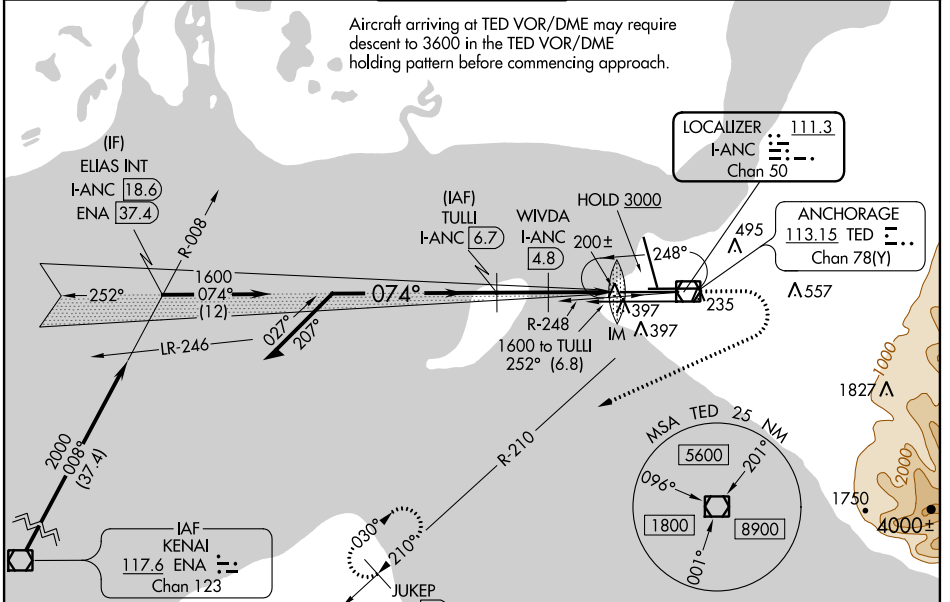 Aircraft arriving at TED VOR/DME may require
descent to 3600 in the TED VOR/DME
holding pattern before commencing approach.
(IF)
ELIAS INT
I-ANC 18.6
ENA 37.4
R-008
(IAF)
TULLI
I-ANC 6.7
WIVDA
I-ANC
4.8
HOLD 3000
200±
248°
LOCALIZER 111.3
I-ANC
Chan 50
ANCHORAGE
113.15 TED
Chan 78(Y)
495
557
235
397
397
IM
1600
252°
074°
(12)
074°
027°
207°
LR-246
R-248
1600 to TULLI
252° (6.8)
R-210
2000
008°
(37.4)
IAF
KENAI
117.6 ENA
Chan 123
030°
210°
JUKEP
MSA TED 25 NM
5600
096°
201°
1800
8900
001°
1827
1000
2000
1750
4000±